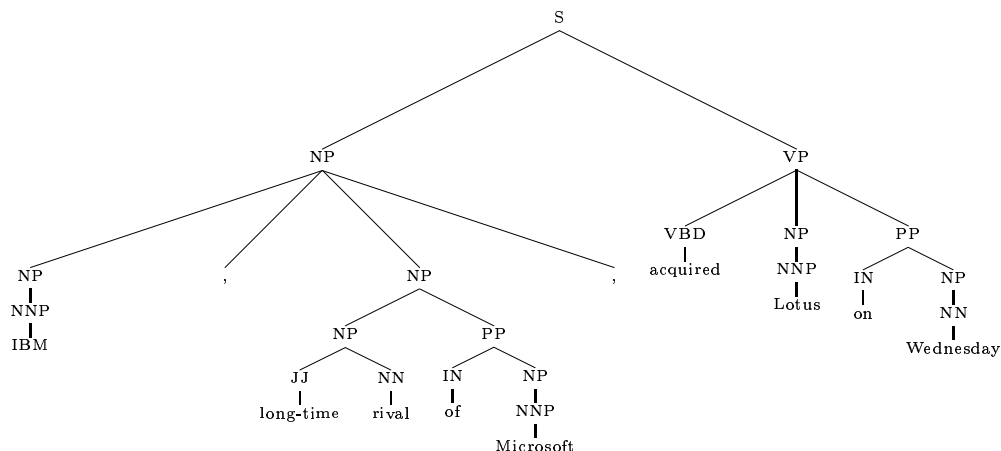 S
NP VP
VBD NP PP
acquired NNP IN NP
NP , NP ,
NNP Lotus on NN
IBM NP PP Wednesday
JJ NN IN NP
long-time rival of NNP
Microsoft